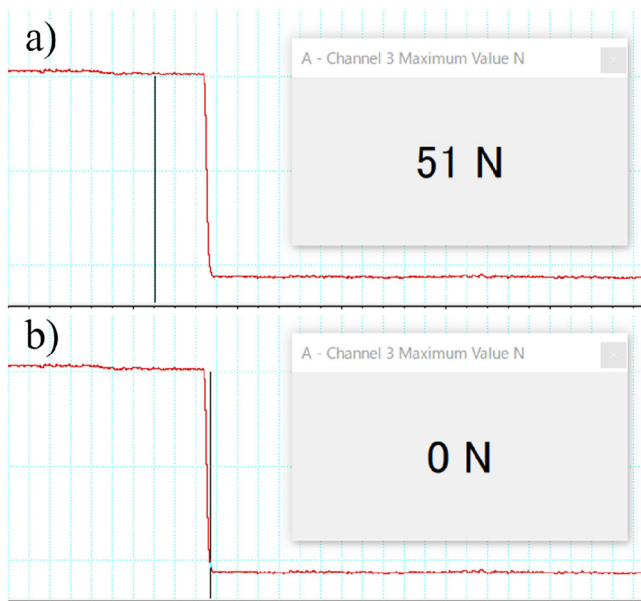 a)
A - Channel 3 Maximum Value N
51 N
b)
A - Channel 3 Maximum Value N
0 N